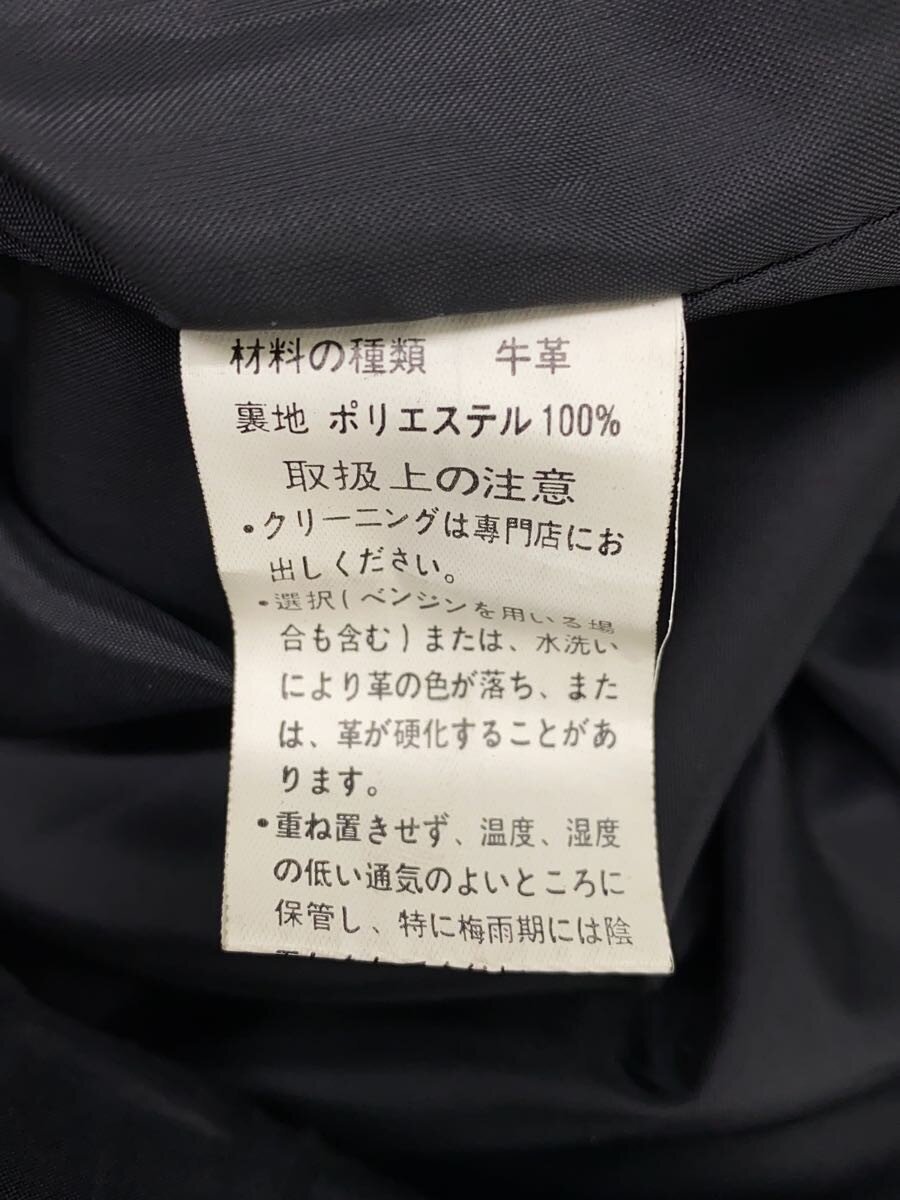 材料の種類　牛革
裏地 ポリエステル100%
取扱上の注意
•クリーニングは専門店にお
出しください。
•選択(ベンジンを用いる場
合も含む)または、水洗い
により革の色が落ち、また
は、革が硬化することがあ
ります。
•重ね置きせず、温度、湿度
の低い通気のよいところに
保管し、特に梅雨期には陰